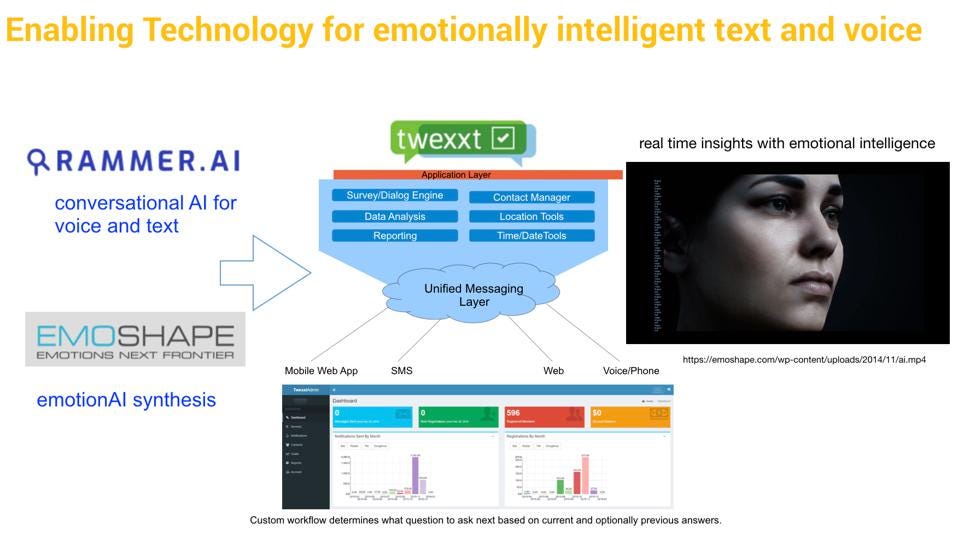 Enabling Technology for emotionally intelligent text and voice
RAMMER.AI
conversational AI for
voice and text
EMOSHAPE
EMOTIONS NEXT FRONTIER
emotionAI synthesis
twexxt
Application Layer
Survey/Dialog Engine
Contact Manager
Data Analysis
Location Tools
Reporting
Time/DateTools
Unified Messaging
Layer
Mobile Web App
SMS
Web
Voice/Phone
real time insights with emotional intelligence
https://emoshape.com/wp-content/uploads/2014/11/ai.mp4
TwexxtAdmin
Dashboard
Dashboard
0
0
596
$0
Registered Members
Notifications Sent By Month
Registrations By Month
Custom workflow determines what question to ask next based on current and optionally previous answers.